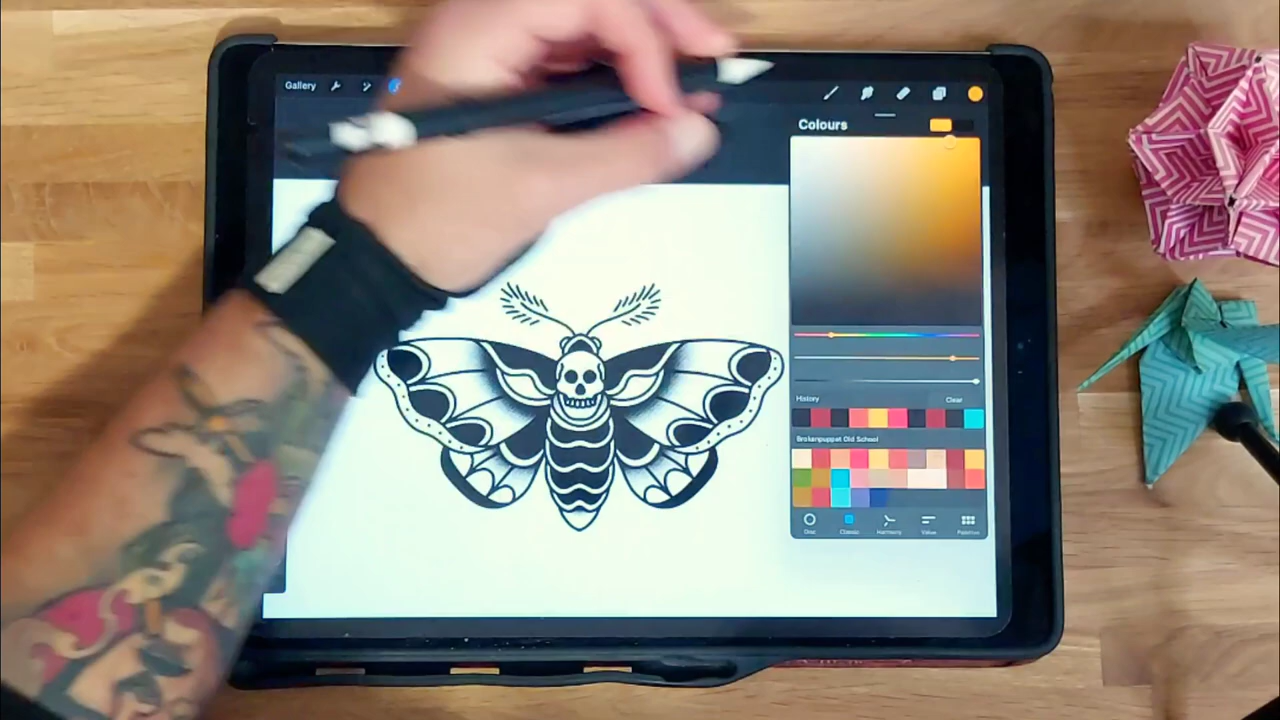 Gallery
Colours
History Clear
Brokenpuppet Old School
Disc Classic Harmony Value Palettes